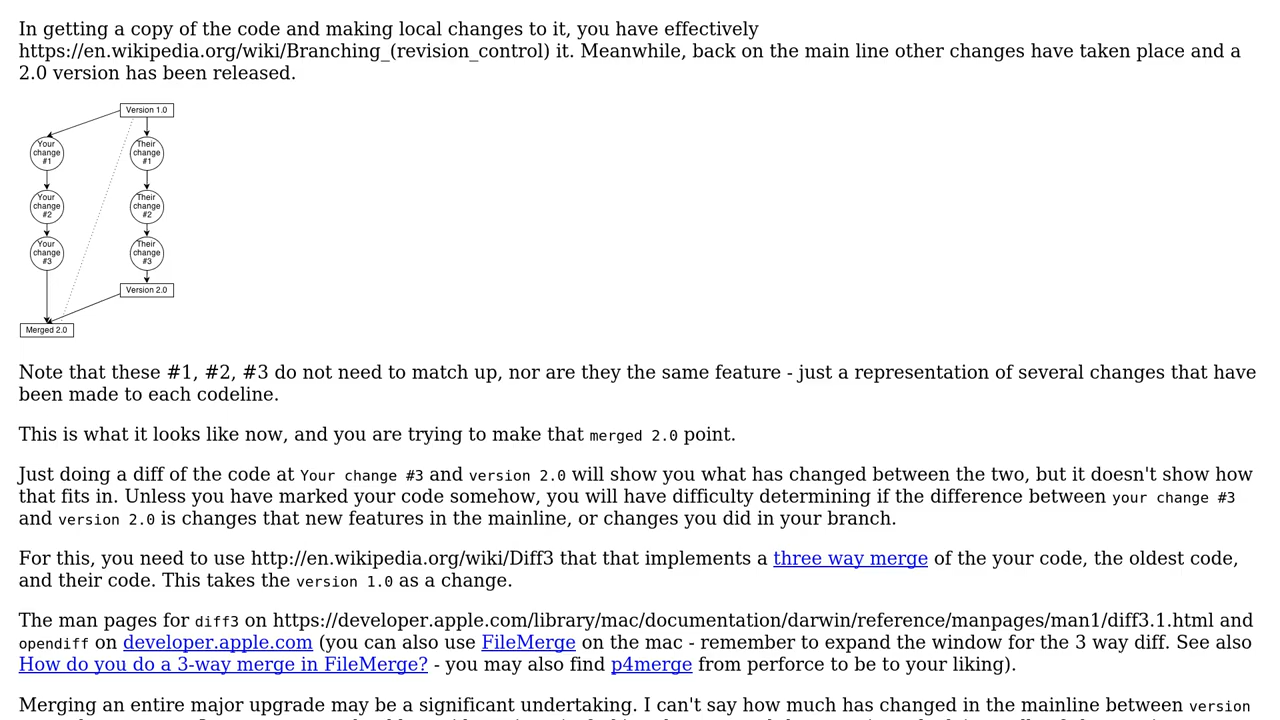 In getting a copy of the code and making local changes to it, you have effectively
https://en.wikipedia.org/wiki/Branching_(revision_control) it. Meanwhile, back on the main line other changes have taken place and a
2.0 version has been released.
Version 1.0
Your
change
#1
Their
change
#1
Your
change
#2
Their
change
#2
Your
change
#3
Their
change
#3
Version 2.0
Merged 2.0
Note that these #1, #2, #3 do not need to match up, nor are they the same feature - just a representation of several changes that have
been made to each codeline.
This is what it looks like now, and you are trying to make that merged 2.0 point.
Just doing a diff of the code at Your change #3 and version 2.0 will show you what has changed between the two, but it doesn't show how
that fits in. Unless you have marked your code somehow, you will have difficulty determining if the difference between your change #3
and version 2.0 is changes that new features in the mainline, or changes you did in your branch.
For this, you need to use http://en.wikipedia.org/wiki/Diff3 that that implements a three way merge of the your code, the oldest code,
and their code. This takes the version 1.0 as a change.
The man pages for diff3 on https://developer.apple.com/library/mac/documentation/darwin/reference/manpages/man1/diff3.1.html and
opendiff on developer.apple.com (you can also use FileMerge on the mac - remember to expand the window for the 3 way diff. See also
How do you do a 3-way merge in FileMerge? - you may also find p4merge from perforce to be to your liking).
Merging an entire major upgrade may be a significant undertaking. I can't say how much has changed in the mainline between version